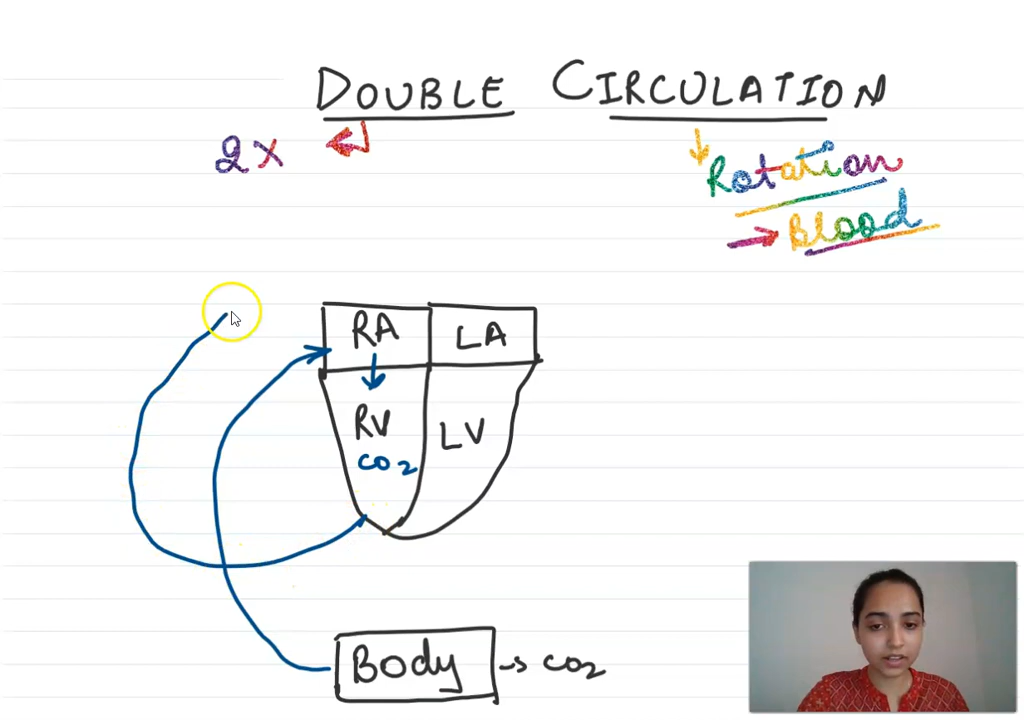 DOUBLE CIRCULATION
2X
Rotation
→ Blood
RA LA
RV LV
CO2
Body → CO2